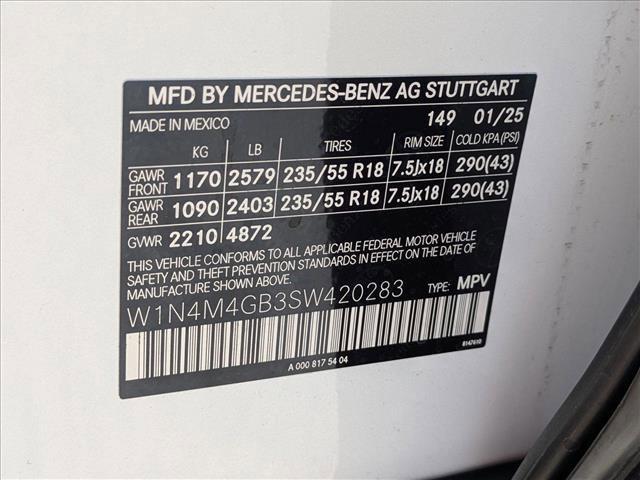 MFD BY MERCEDES-BENZ AG STUTTGART
MADE IN MEXICO 149 01/25
KG LB TIRES RIM SIZE COLD KPA(PSI)
GAWR FRONT 1170 2579 235/55 R18 7.5Jx18 290(43)
GAWR REAR 1090 2403 235/55 R18 7.5Jx18 290(43)
GVWR 2210 4872
THIS VEHICLE CONFORMS TO ALL APPLICABLE FEDERAL MOTOR VEHICLE
SAFETY AND THEFT PREVENTION STANDARDS IN EFFECT ON THE DATE OF
MANUFACTURE SHOWN ABOVE.
W1N4M4GB3SW420283 TYPE: MPV
A 000 817 54 04 8147610